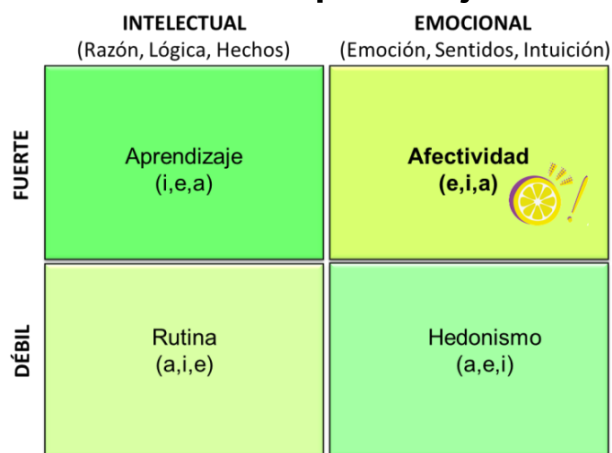 INTELECTUAL
(Razón, Lógica, Hechos)
EMOCIONAL
(Emoción, Sentidos, Intuición)
FUERTE
Aprendizaje
(i,e,a)
Afectividad
(e,i,a)
DÉBIL
Rutina
(a,i,e)
Hedonismo
(a,e,i)